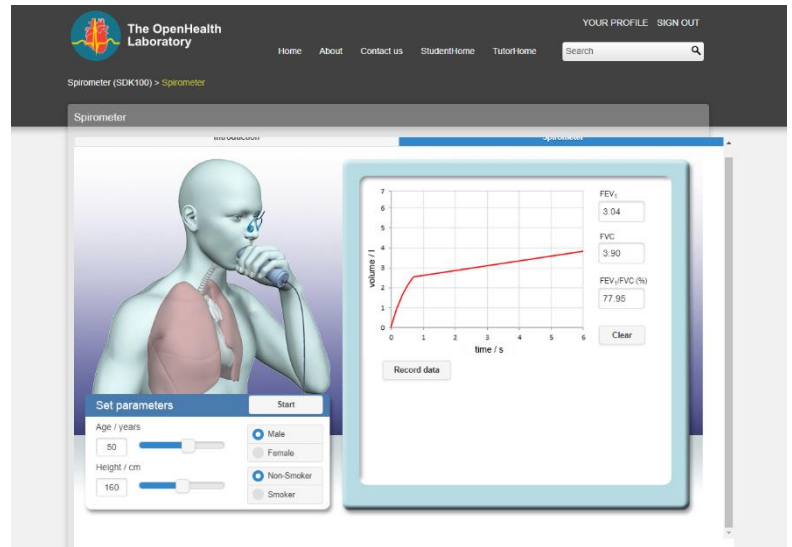 The OpenHealth
Laboratory
YOUR PROFILE SIGN OUT
Home About Contact us StudentHome TutorHome Search
Spirometer (SDK100) > Spirometer
Spirometer
Introduction Spirometer
7
6
5
4
3
2
1
0
volume / l
0 1 2 3 4 5 6
time / s
FEV₁
3.04
FVC
3.90
FEV₁/FVC (%)
77.95
Clear
Record data
Set parameters Start
Age / years
50
Male
Female
Height / cm
160
Non-Smoker
Smoker